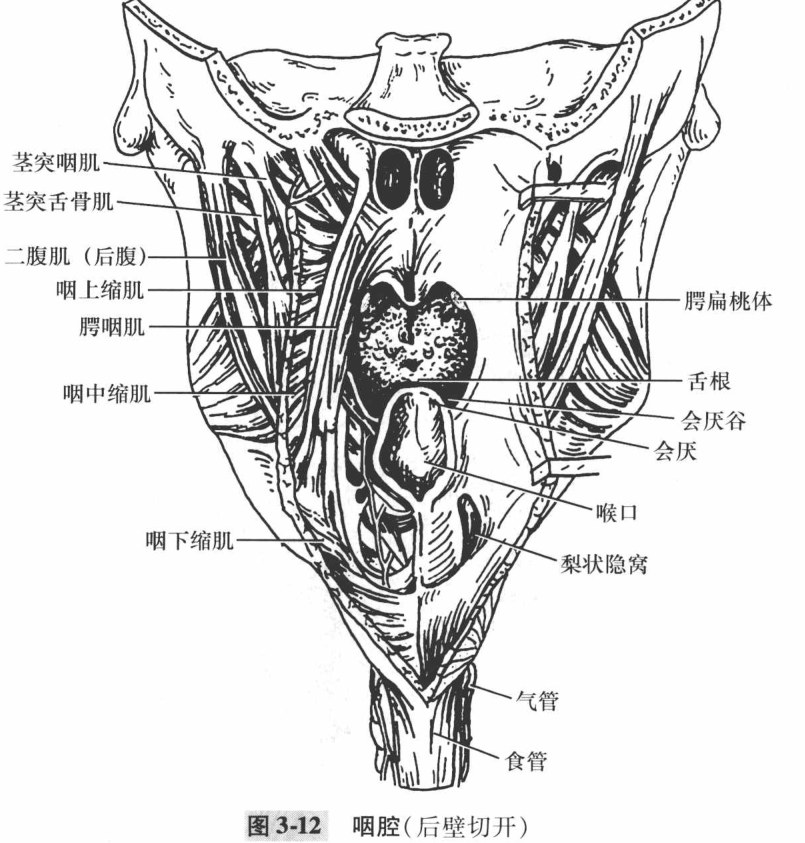 茎突咽肌
茎突舌骨肌
二腹肌（后腹）
咽上缩肌
腭咽肌
咽中缩肌
咽下缩肌
腭扁桃体
舌根
会厌谷
会厌
喉口
梨状隐窝
气管
食管
图 3-12 咽腔（后壁切开）